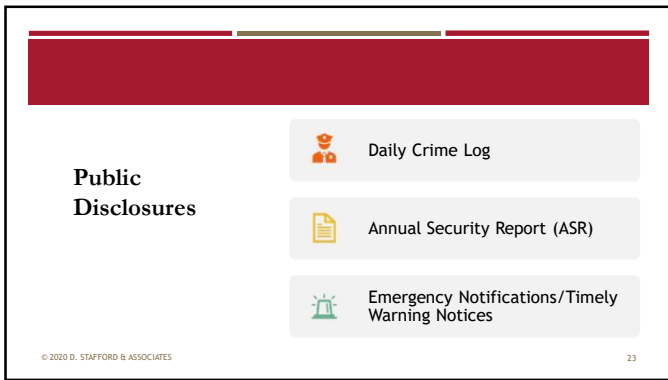 Public
Disclosures
Daily Crime Log
Annual Security Report (ASR)
Emergency Notifications/Timely
Warning Notices
© 2020 D. STAFFORD & ASSOCIATES
23